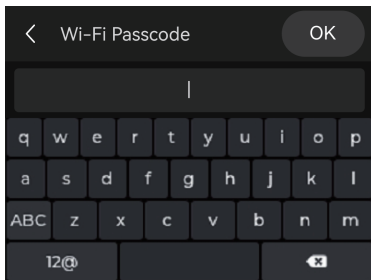 Wi-Fi Passcode OK
q w e r t y u i o p
a s d f g h j k l
ABC z x c v b n m
12@